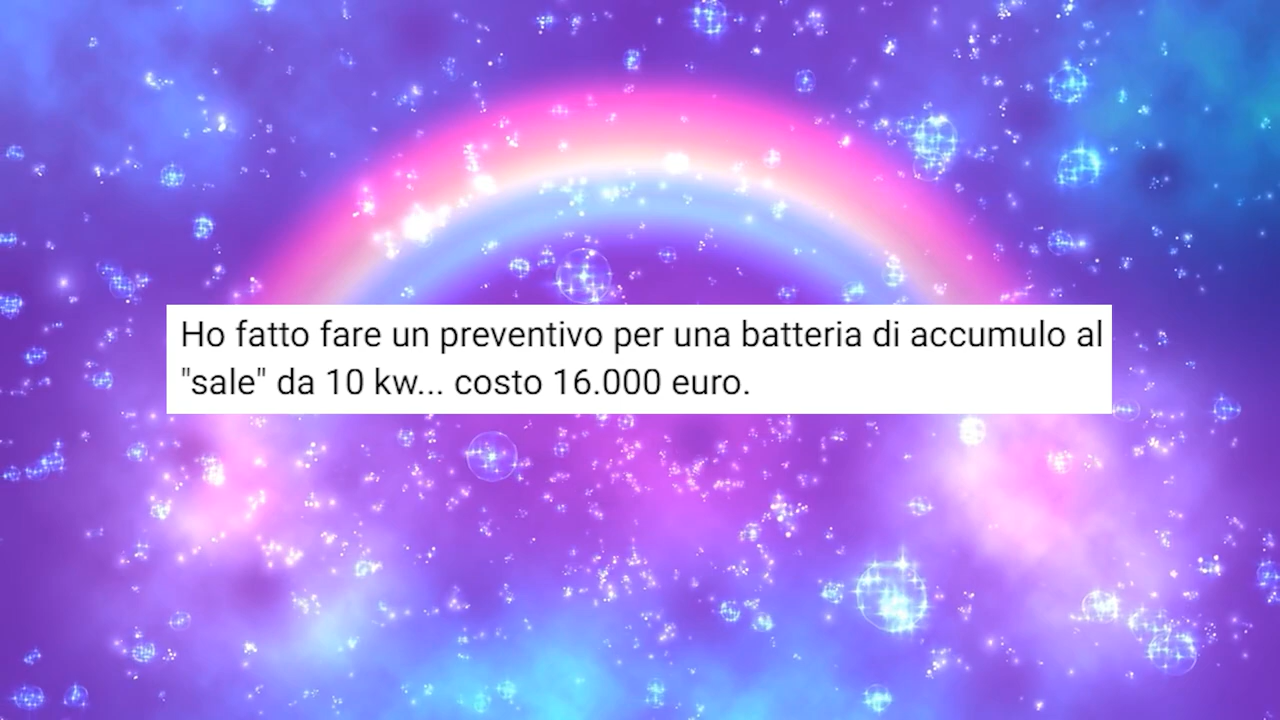 Ho fatto fare un preventivo per una batteria di accumulo al
"sale" da 10 kw... costo 16.000 euro.